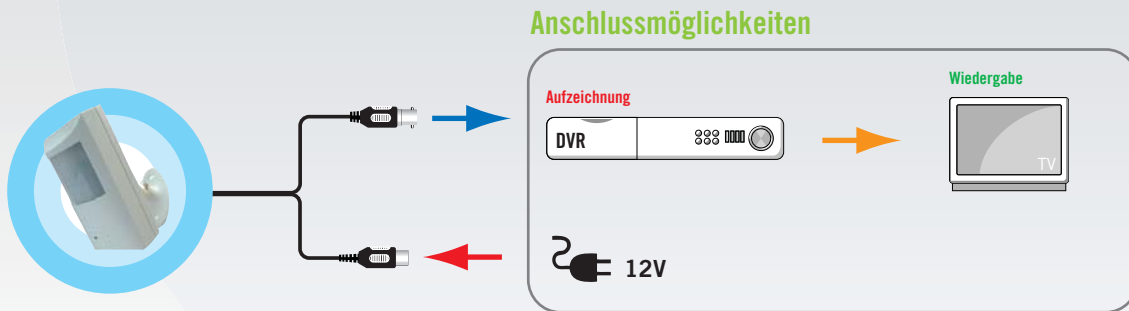 Anschlussmöglichkeiten
Aufzeichnung
Wiedergabe
DVR
TV
12V